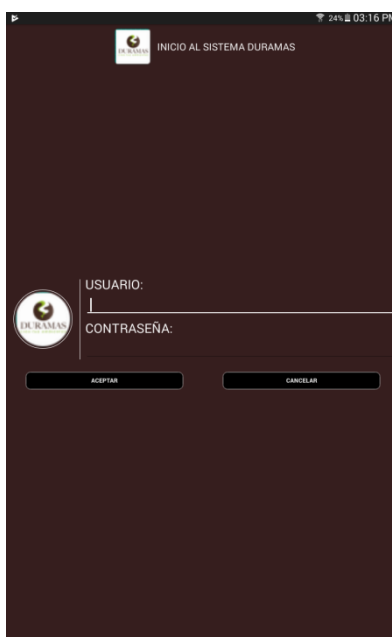 24% 03:16 PM
DURAMAS
INICIO AL SISTEMA DURAMAS
USUARIO:
DURAMAS
CONTRASEÑA:
ACEPTAR
CANCELAR